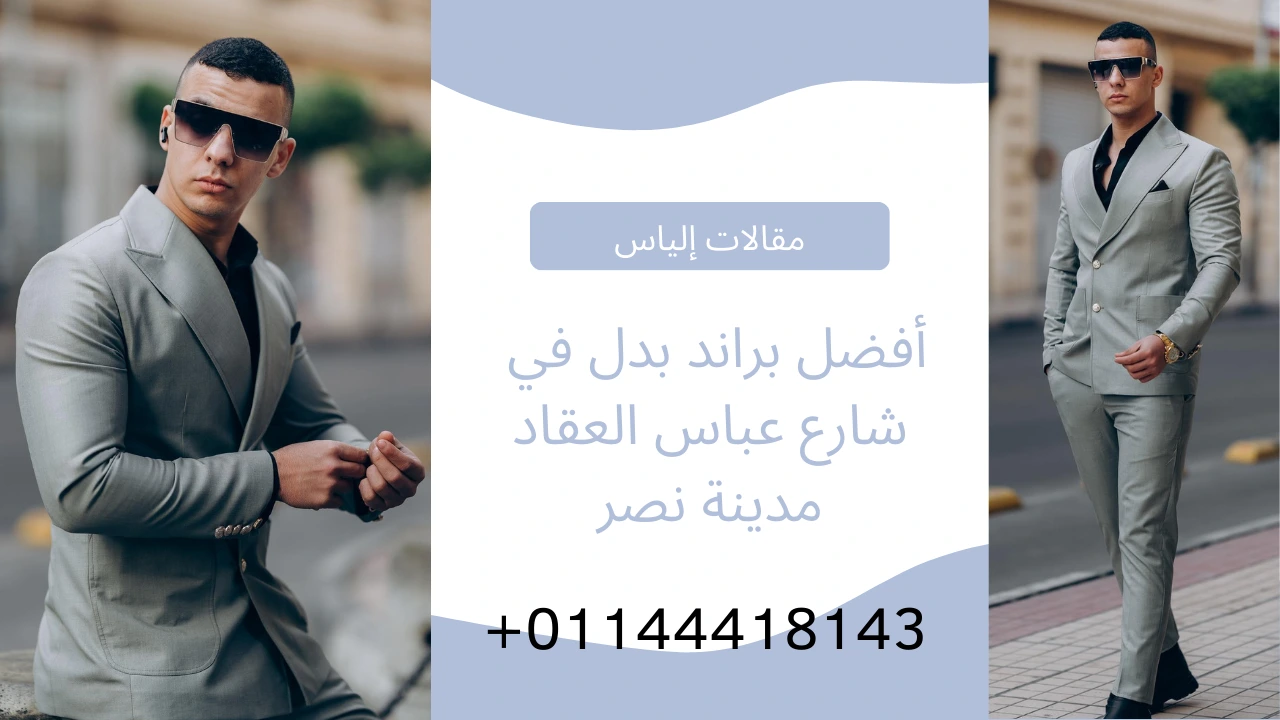 مقالات إلياس
أفضل براند بدل في
شارع عباس العقاد
مدينة نصر
+01144418143